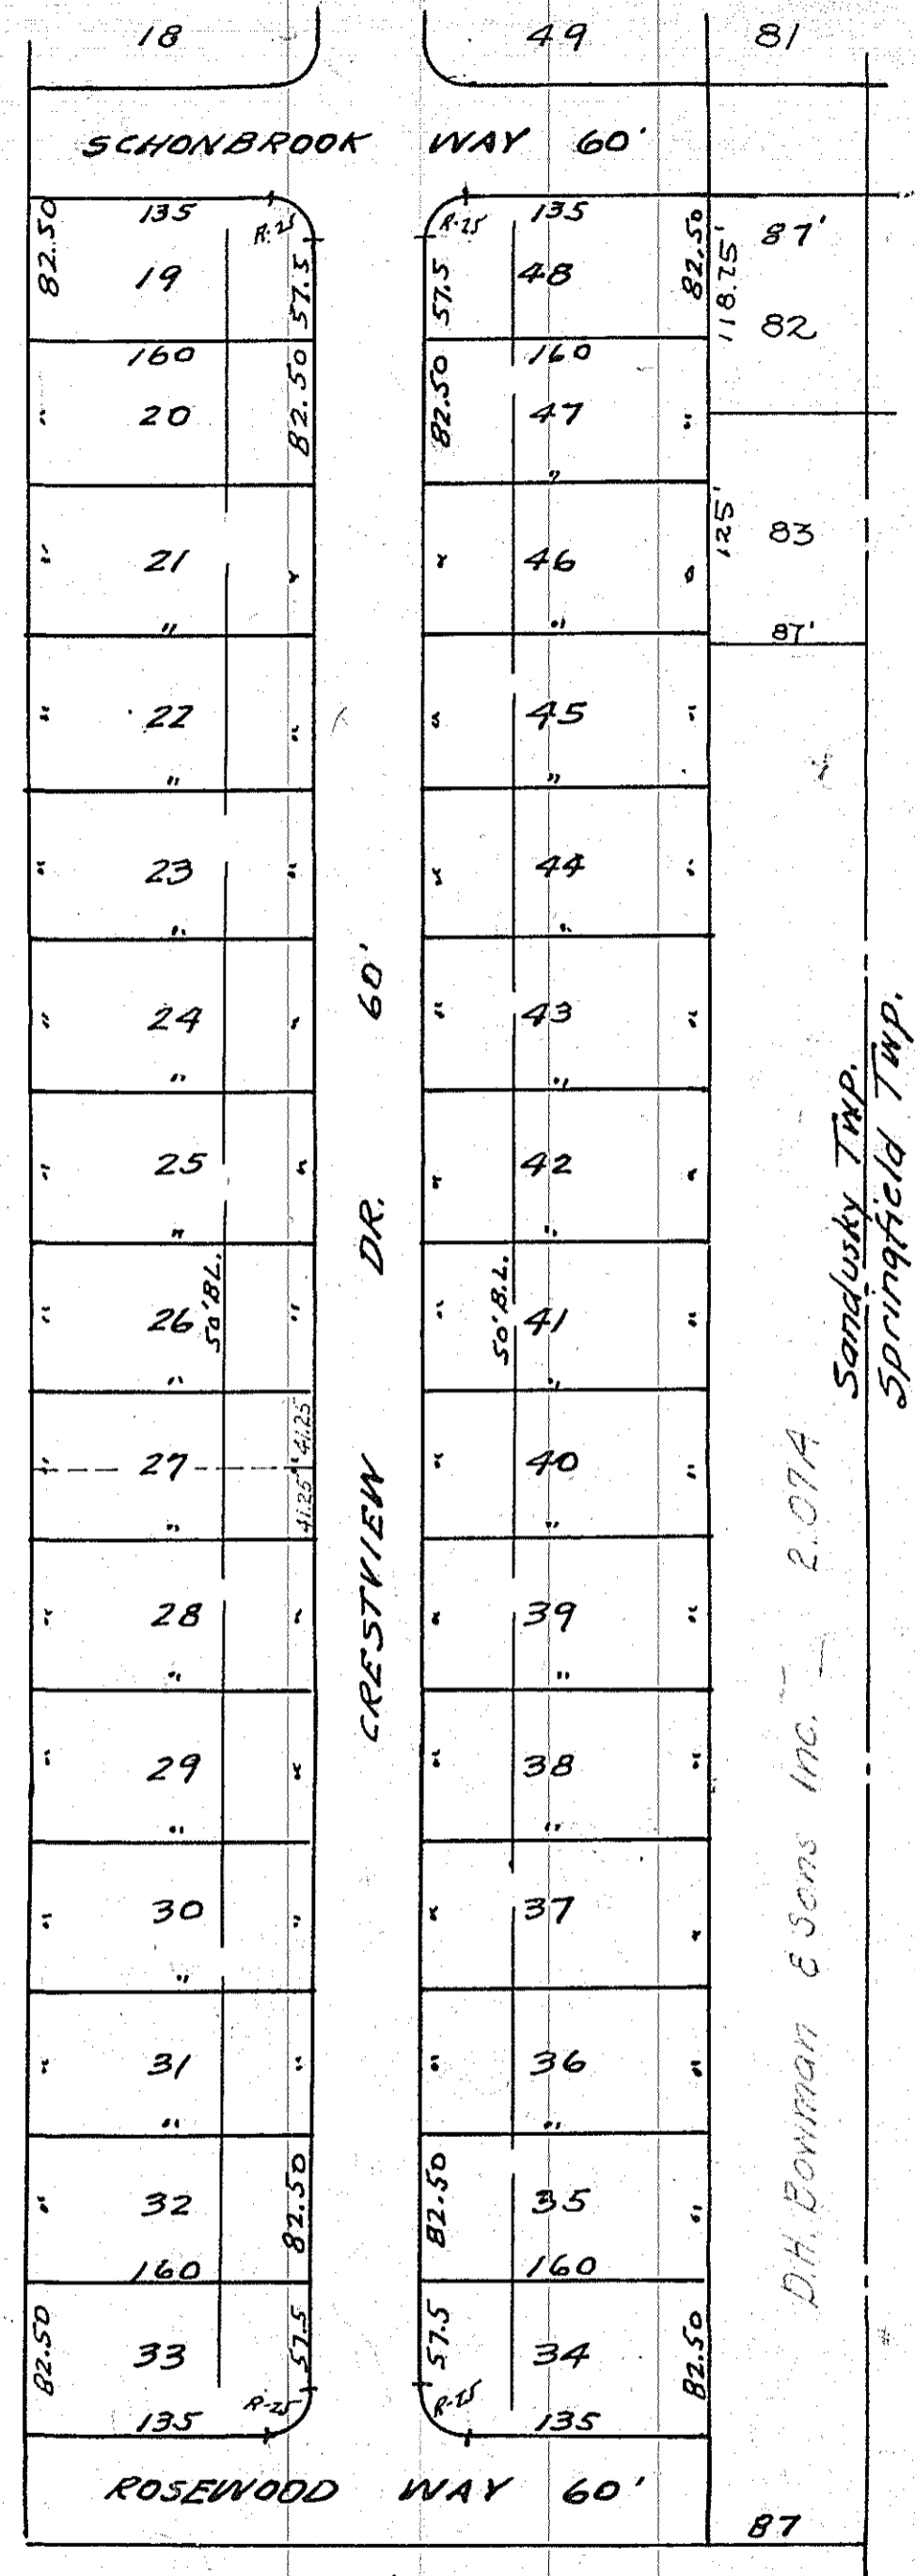 18 49 81
SCHONBROOK WAY 60'
82.50 135 R-25 R-25 135 82.50 87'
19 57.5 57.5 48 118.75' 82
160 82.50 82.50 160
" 20 47 "
"
" 21 " " 46 " 125' 83
" " 87'
" 22 " " 45 "
" "
" 23 " " 44 "
" "
" 24 " 60' " 43 "
" "
" 25 " DR. " 42 "
" "
" 26 50' BL. " " 50' B.L. 41 "
" "
" 27 41.25 " 41.25 " 40 "
" "
" 28 " CRESTVIEW " 39 "
" "
" 29 " " 38 "
" "
" 30 " " 37 "
"
" 31 " " 36 "
" "
" 32 82.50 82.50 35 "
160 160
82.50 33 57.5 57.5 34 82.50
135 R-25 R-25 135
ROSEWOOD WAY 60'
87
Sandusky Twp.
Springfield Twp.
D.H. Bowman & Sons Inc. 2.07A